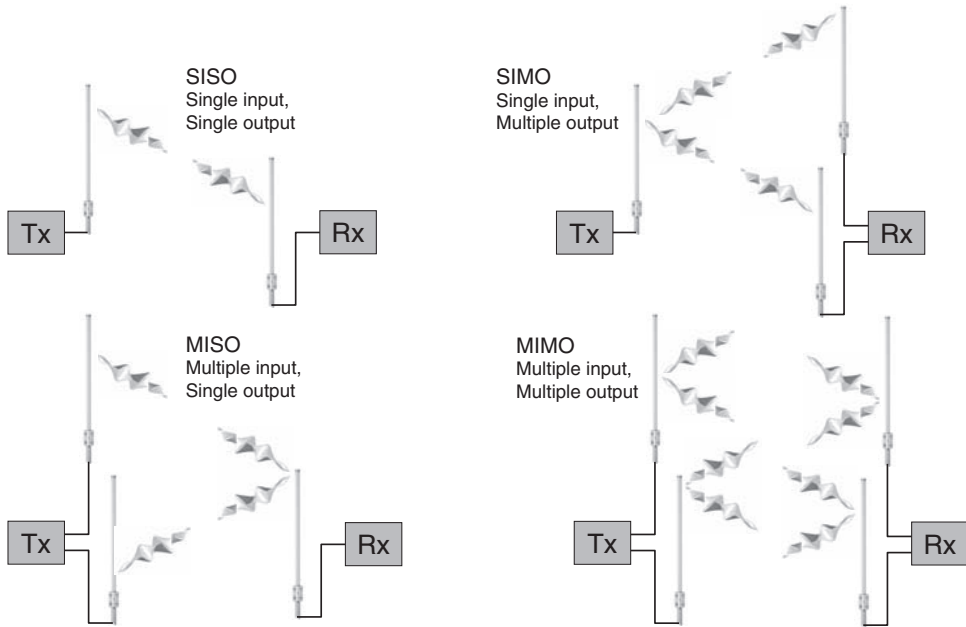 SISO
Single input,
Single output
Tx
Rx
SIMO
Single input,
Multiple output
Tx
Rx
MISO
Multiple input,
Single output
Tx
Rx
MIMO
Multiple input,
Multiple output
Tx
Rx